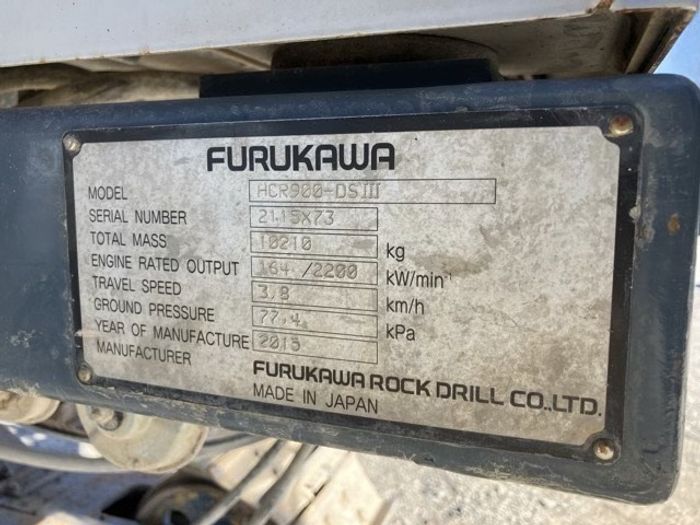 FURUKAWA
MODEL HCR900-DSIII
SERIAL NUMBER 2115X73
TOTAL MASS 10210 kg
ENGINE RATED OUTPUT 164 /2200 kW/min⁻¹
TRAVEL SPEED 3.8 km/h
GROUND PRESSURE 77.4 kPa
YEAR OF MANUFACTURE 2015
MANUFACTURER
FURUKAWA ROCK DRILL CO.,LTD.
MADE IN JAPAN